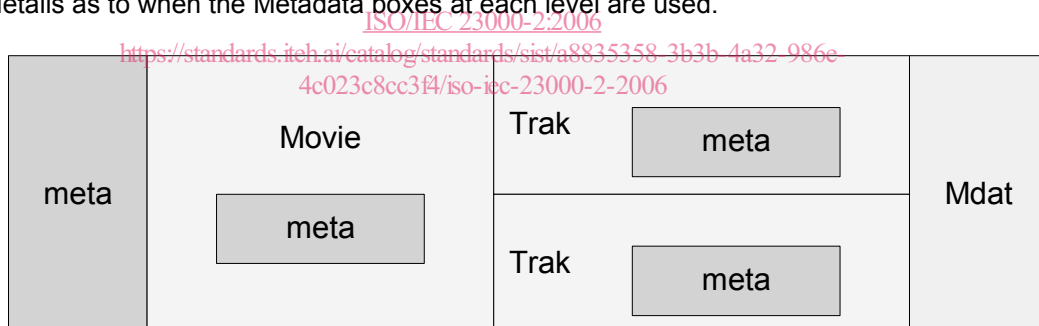 details as to when the Metadata boxes at each level are used.
ISO/IEC 23000-2:2006
https://standards.iteh.ai/catalog/standards/sist/a8835358-3b3b-4a32-986e-
4c023c8cc3f4/iso-iec-23000-2-2006
Movie
Trak
meta
meta
Mdat
meta
Trak
meta